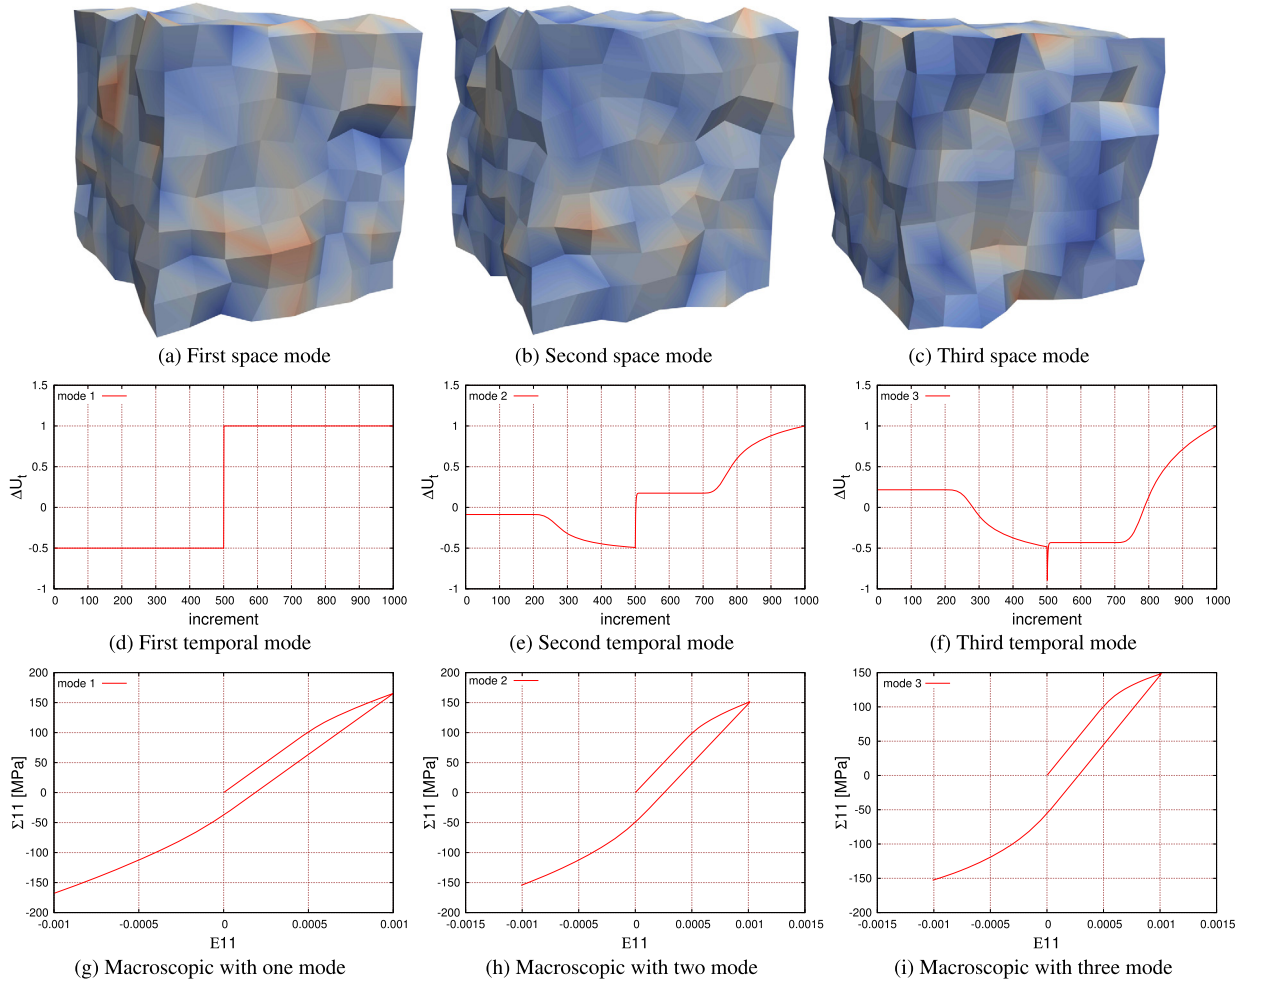 (a) First space mode
(b) Second space mode
(c) Third space mode
1.5
1
0.5
0
-0.5
-1
ΔUt
mode 1
0 100 200 300 400 500 600 700 800 900 1000
increment
(d) First temporal mode
1.5
1
0.5
0
-0.5
-1
ΔUt
mode 2
0 100 200 300 400 500 600 700 800 900 1000
increment
(e) Second temporal mode
1.5
1
0.5
0
-0.5
-1
ΔUt
mode 3
0 100 200 300 400 500 600 700 800 900 1000
increment
(f) Third temporal mode
200
150
100
50
0
-50
-100
-150
-200
Σ11 [MPa]
mode 1
-0.001 -0.0005 0 0.0005 0.001
E11
(g) Macroscopic with one mode
200
150
100
50
0
-50
-100
-150
-200
Σ11 [MPa]
mode 2
-0.0015 -0.001 -0.0005 0 0.0005 0.001 0.0015
E11
(h) Macroscopic with two mode
150
100
50
0
-50
-100
-150
-200
Σ11 [MPa]
mode 3
-0.0015 -0.001 -0.0005 0 0.0005 0.001 0.0015
E11
(i) Macroscopic with three mode